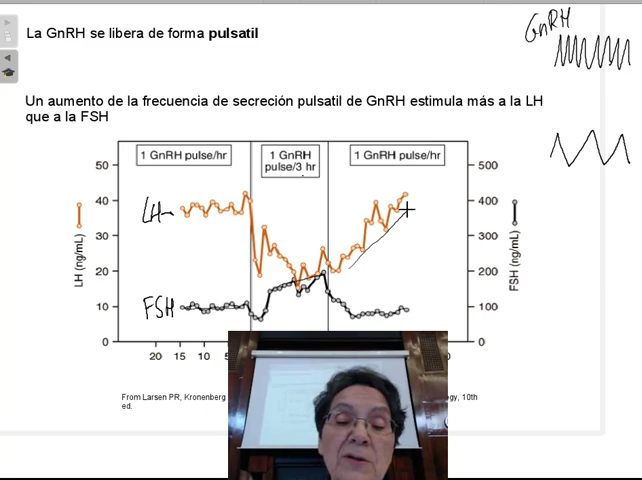 La GnRH se libera de forma pulsatil
GnRH
Un aumento de la frecuencia de secreción pulsatil de GnRH estimula más a la LH
que a la FSH
1 GnRH pulse/hr
1 GnRH
pulse/3 hr
1 GnRH pulse/hr
50
40
30
20
10
0
LH (ng/mL)
500
400
300
200
100
0
FSH (ng/mL)
LH
FSH
20 15 10 5
From Larsen PR, Kronenberg
ogy, 10th
ed.